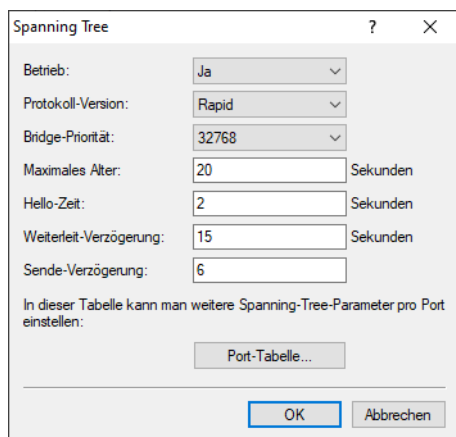 Spanning Tree ?
Betrieb: Ja
Protokoll-Version: Rapid
Bridge-Priorität: 32768
Maximales Alter: 20 Sekunden
Hello-Zeit: 2 Sekunden
Weiterleit-Verzögerung: 15 Sekunden
Sende-Verzögerung: 6
In dieser Tabelle kann man weitere Spanning-Tree-Parameter pro Port
einstellen:
Port-Tabelle...
OK Abbrechen